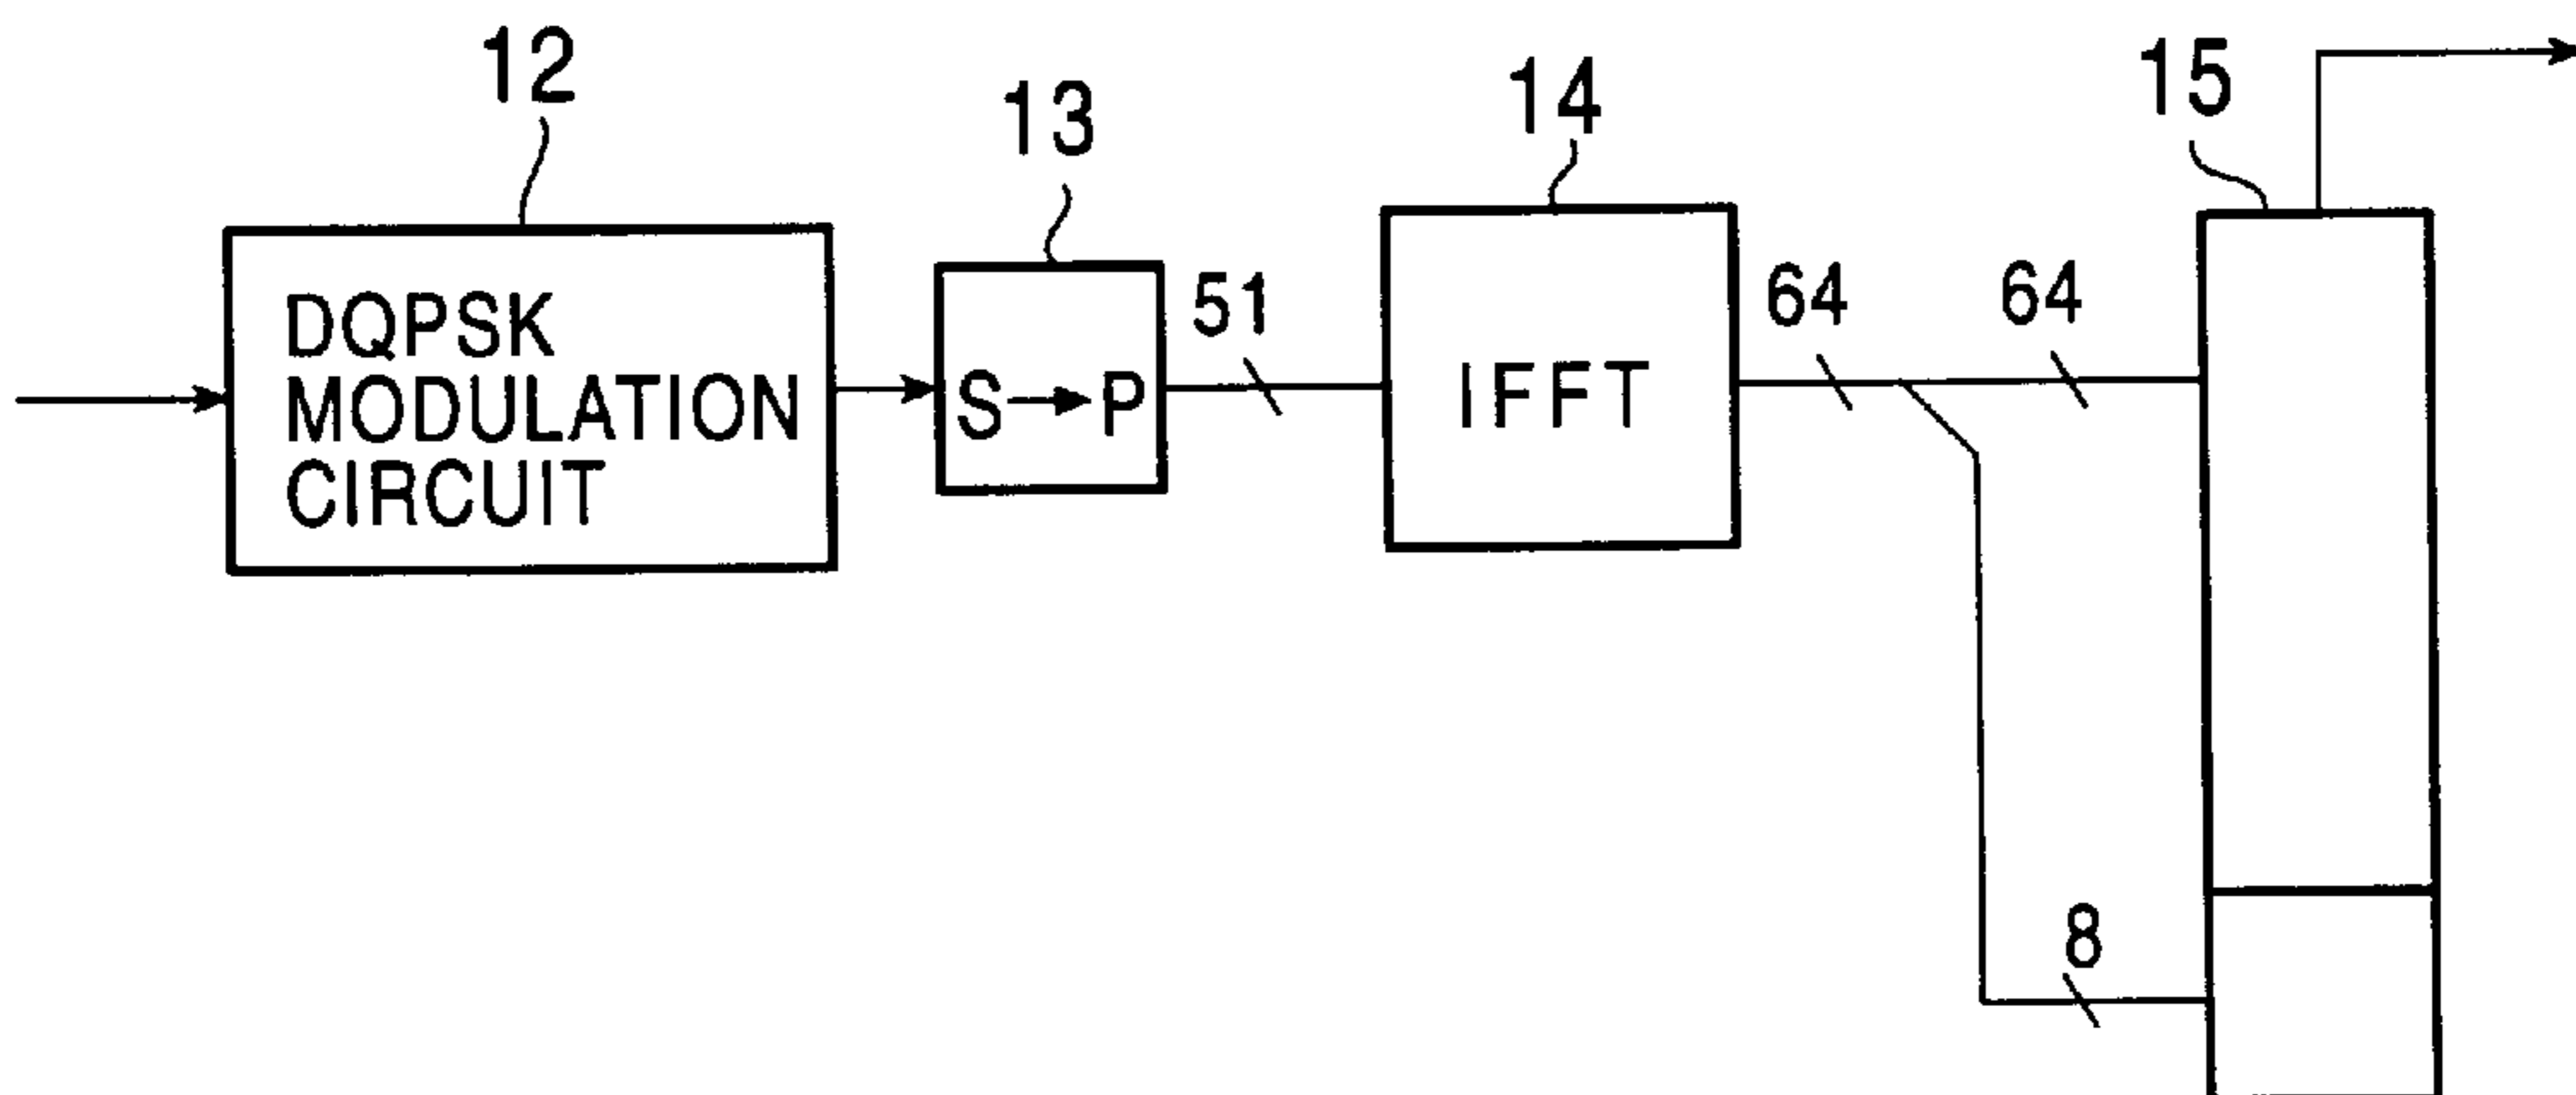 12
13
14
15
DQPSK
MODULATION
CIRCUIT
S→P
51
IFFT
64
64
8